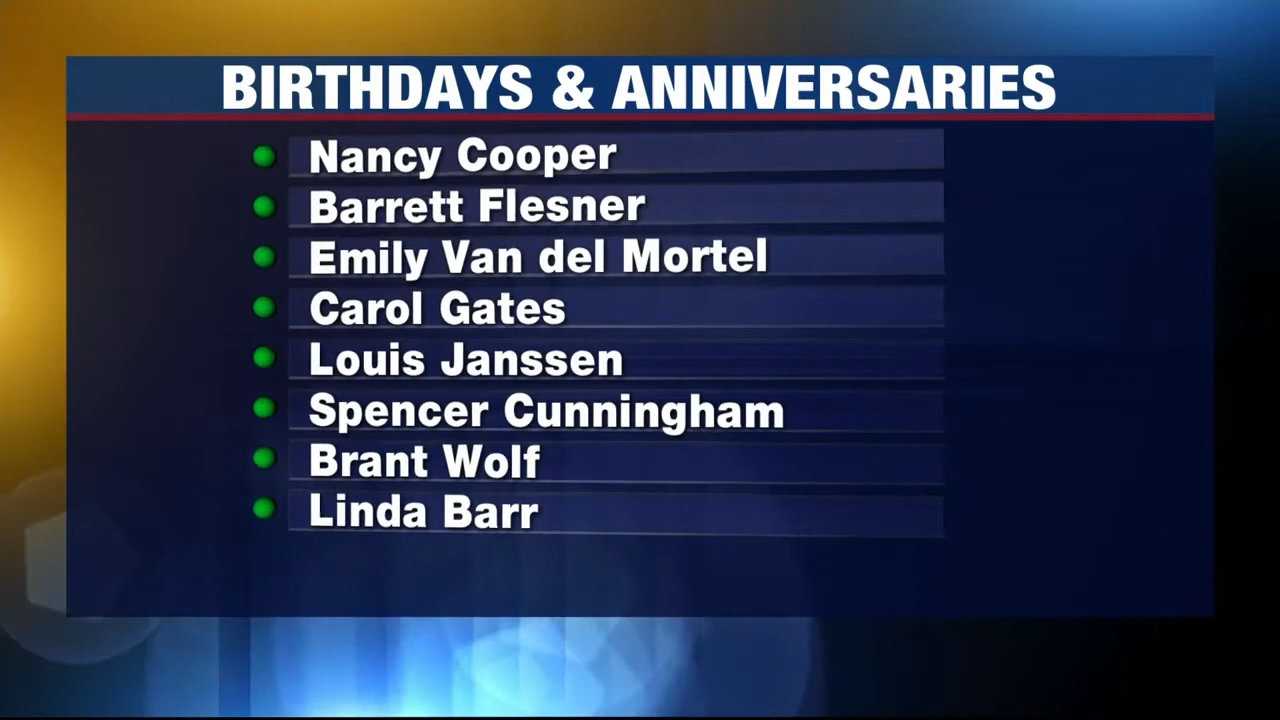 BIRTHDAYS & ANNIVERSARIES
Nancy Cooper
Barrett Flesner
Emily Van del Mortel
Carol Gates
Louis Janssen
Spencer Cunningham
Brant Wolf
Linda Barr